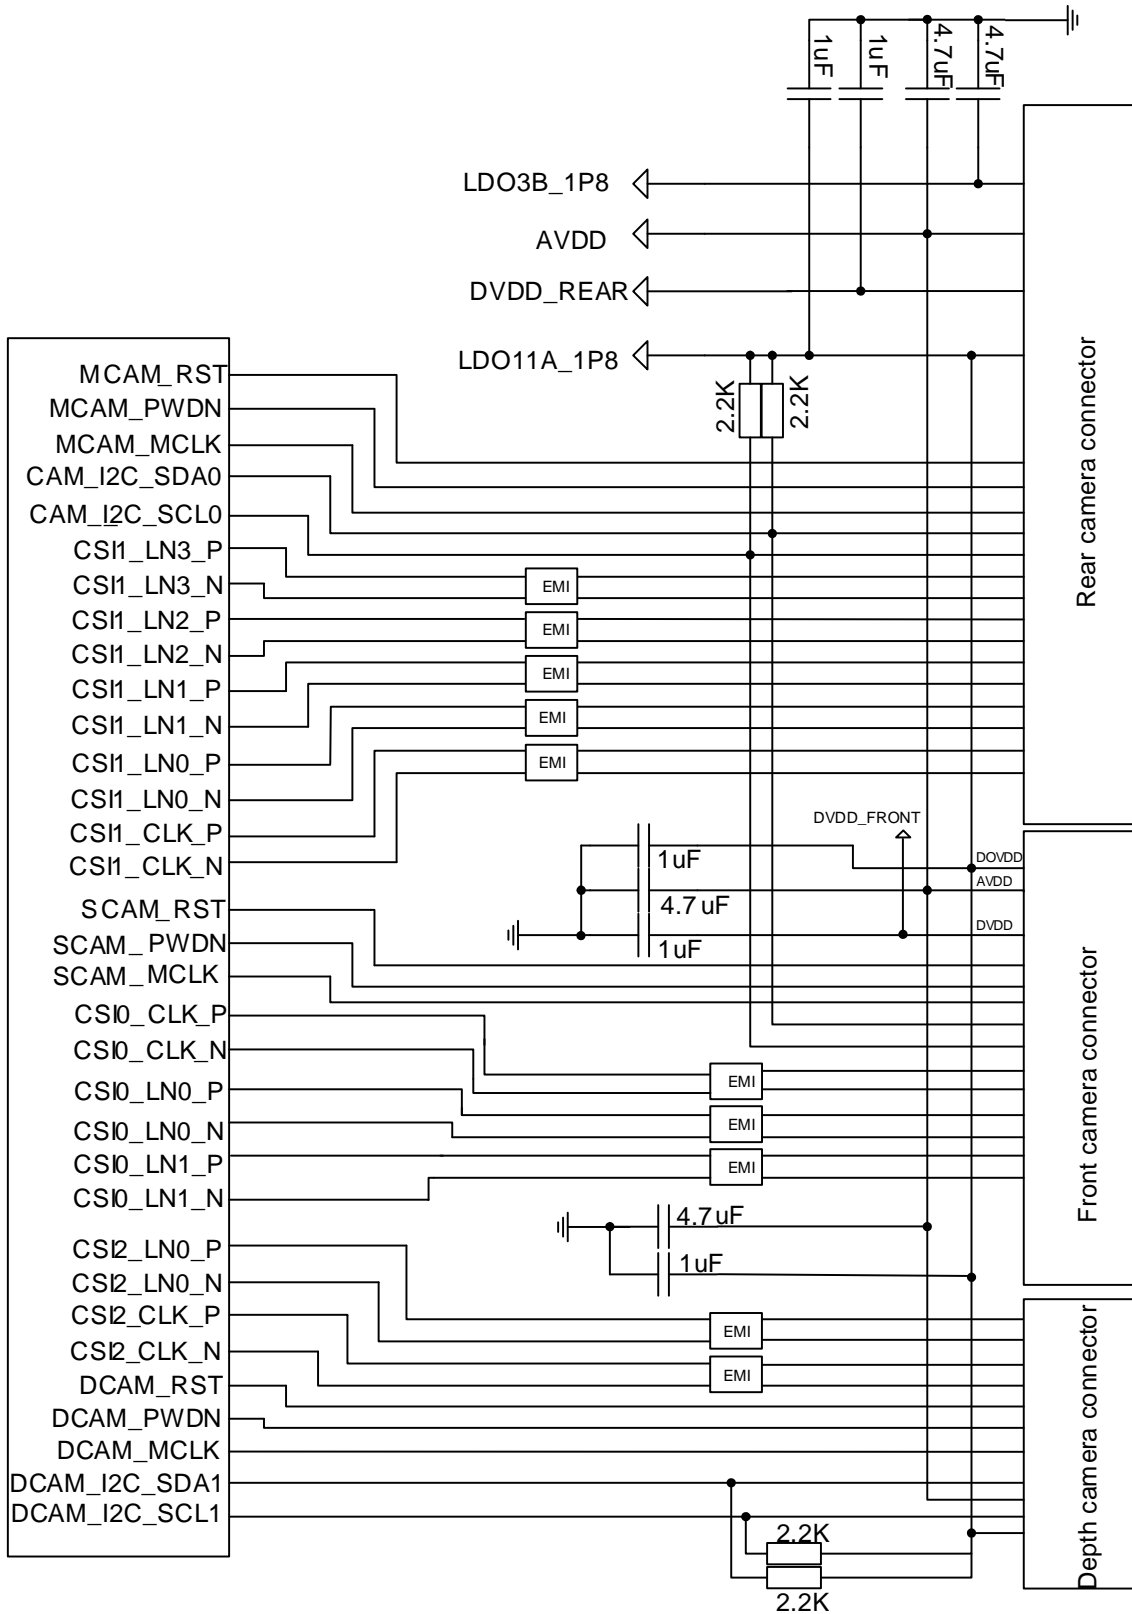 1uF
1uF
4.7uF
4.7uF
LDO3B_1P8
AVDD
DVDD_REAR
LDO11A_1P8
2.2K
2.2K
Rear camera connector
MCAM_RST
MCAM_PWDN
MCAM_MCLK
CAM_I2C_SDA0
CAM_I2C_SCL0
CSI1_LN3_P
CSI1_LN3_N
CSI1_LN2_P
CSI1_LN2_N
CSI1_LN1_P
CSI1_LN1_N
CSI1_LN0_P
CSI1_LN0_N
CSI1_CLK_P
CSI1_CLK_N
EMI
EMI
EMI
EMI
EMI
DVDD_FRONT
1uF
4.7uF
1uF
DOVDD
AVDD
DVDD
Front camera connector
SCAM_RST
SCAM_PWDN
SCAM_MCLK
CSI0_CLK_P
CSI0_CLK_N
CSI0_LN0_P
CSI0_LN0_N
CSI0_LN1_P
CSI0_LN1_N
EMI
EMI
EMI
4.7uF
1uF
CSI2_LN0_P
CSI2_LN0_N
CSI2_CLK_P
CSI2_CLK_N
DCAM_RST
DCAM_PWDN
DCAM_MCLK
DCAM_I2C_SDA1
DCAM_I2C_SCL1
EMI
EMI
Depth camera connector
2.2K
2.2K